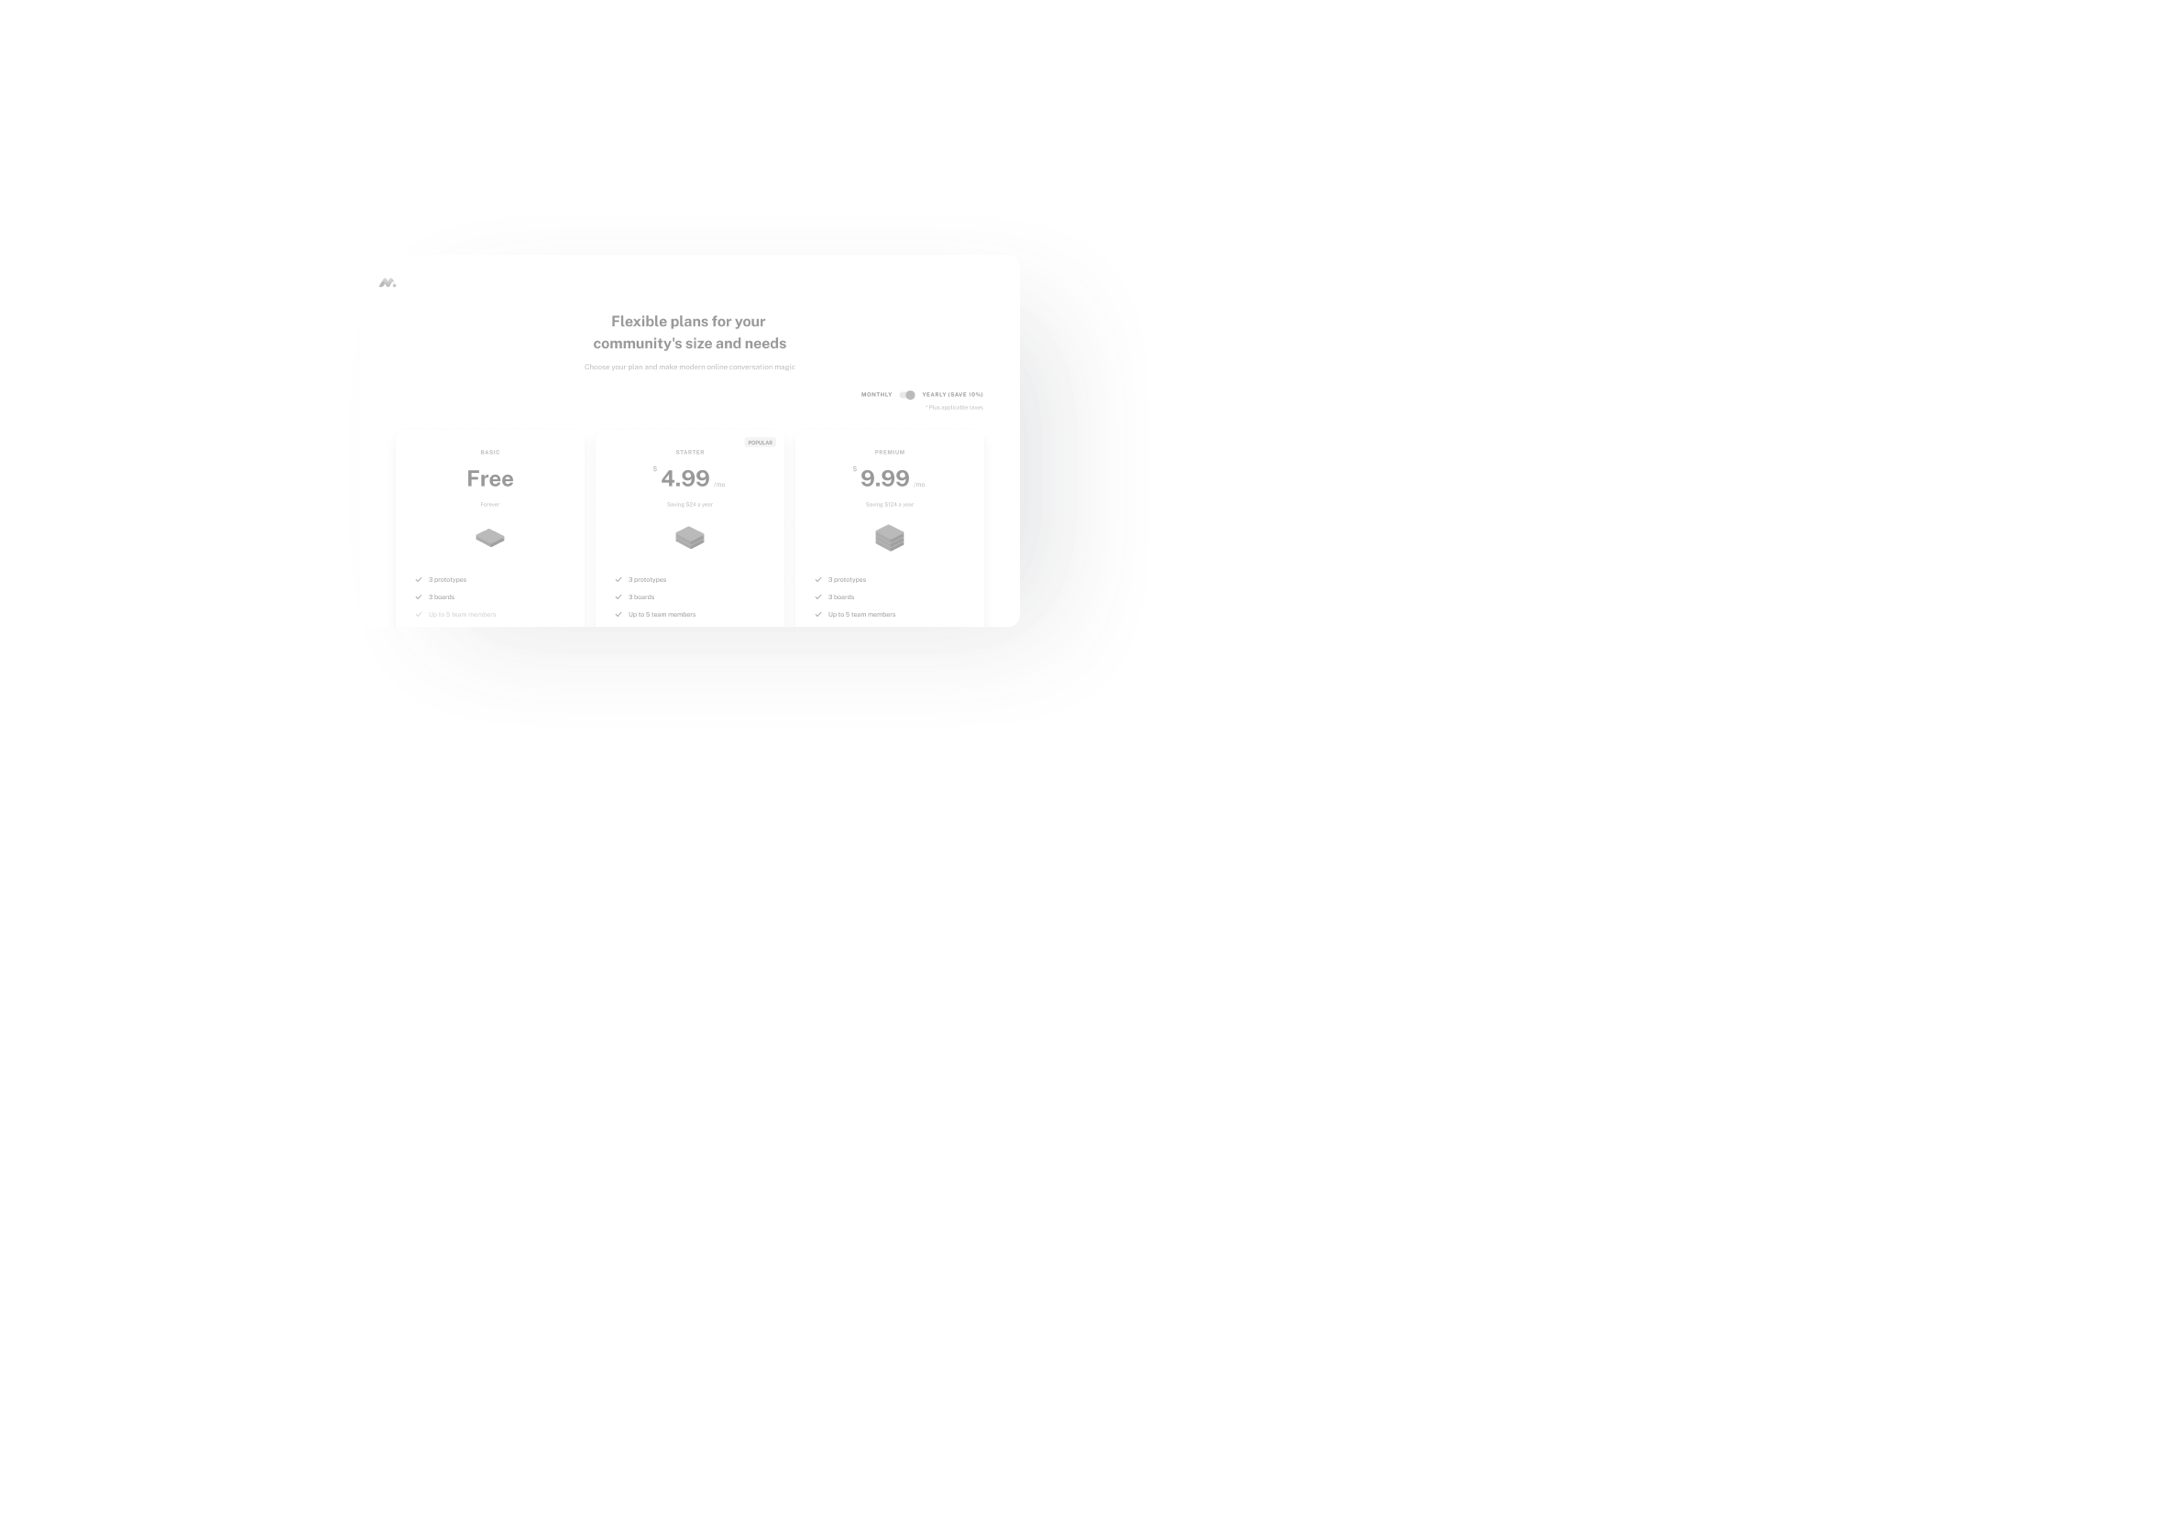 Flexible plans for your
community's size and needs
Choose your plan and make modern online conversation magic
MONTHLY
YEARLY (SAVE 10%)
* Plus applicable taxes
BASIC
Free
Forever
3 prototypes
3 boards
Up to 5 team members
POPULAR
STARTER
$ 4.99 /mo
Saving $24 a year
3 prototypes
3 boards
Up to 5 team members
PREMIUM
$ 9.99 /mo
Saving $124 a year
3 prototypes
3 boards
Up to 5 team members